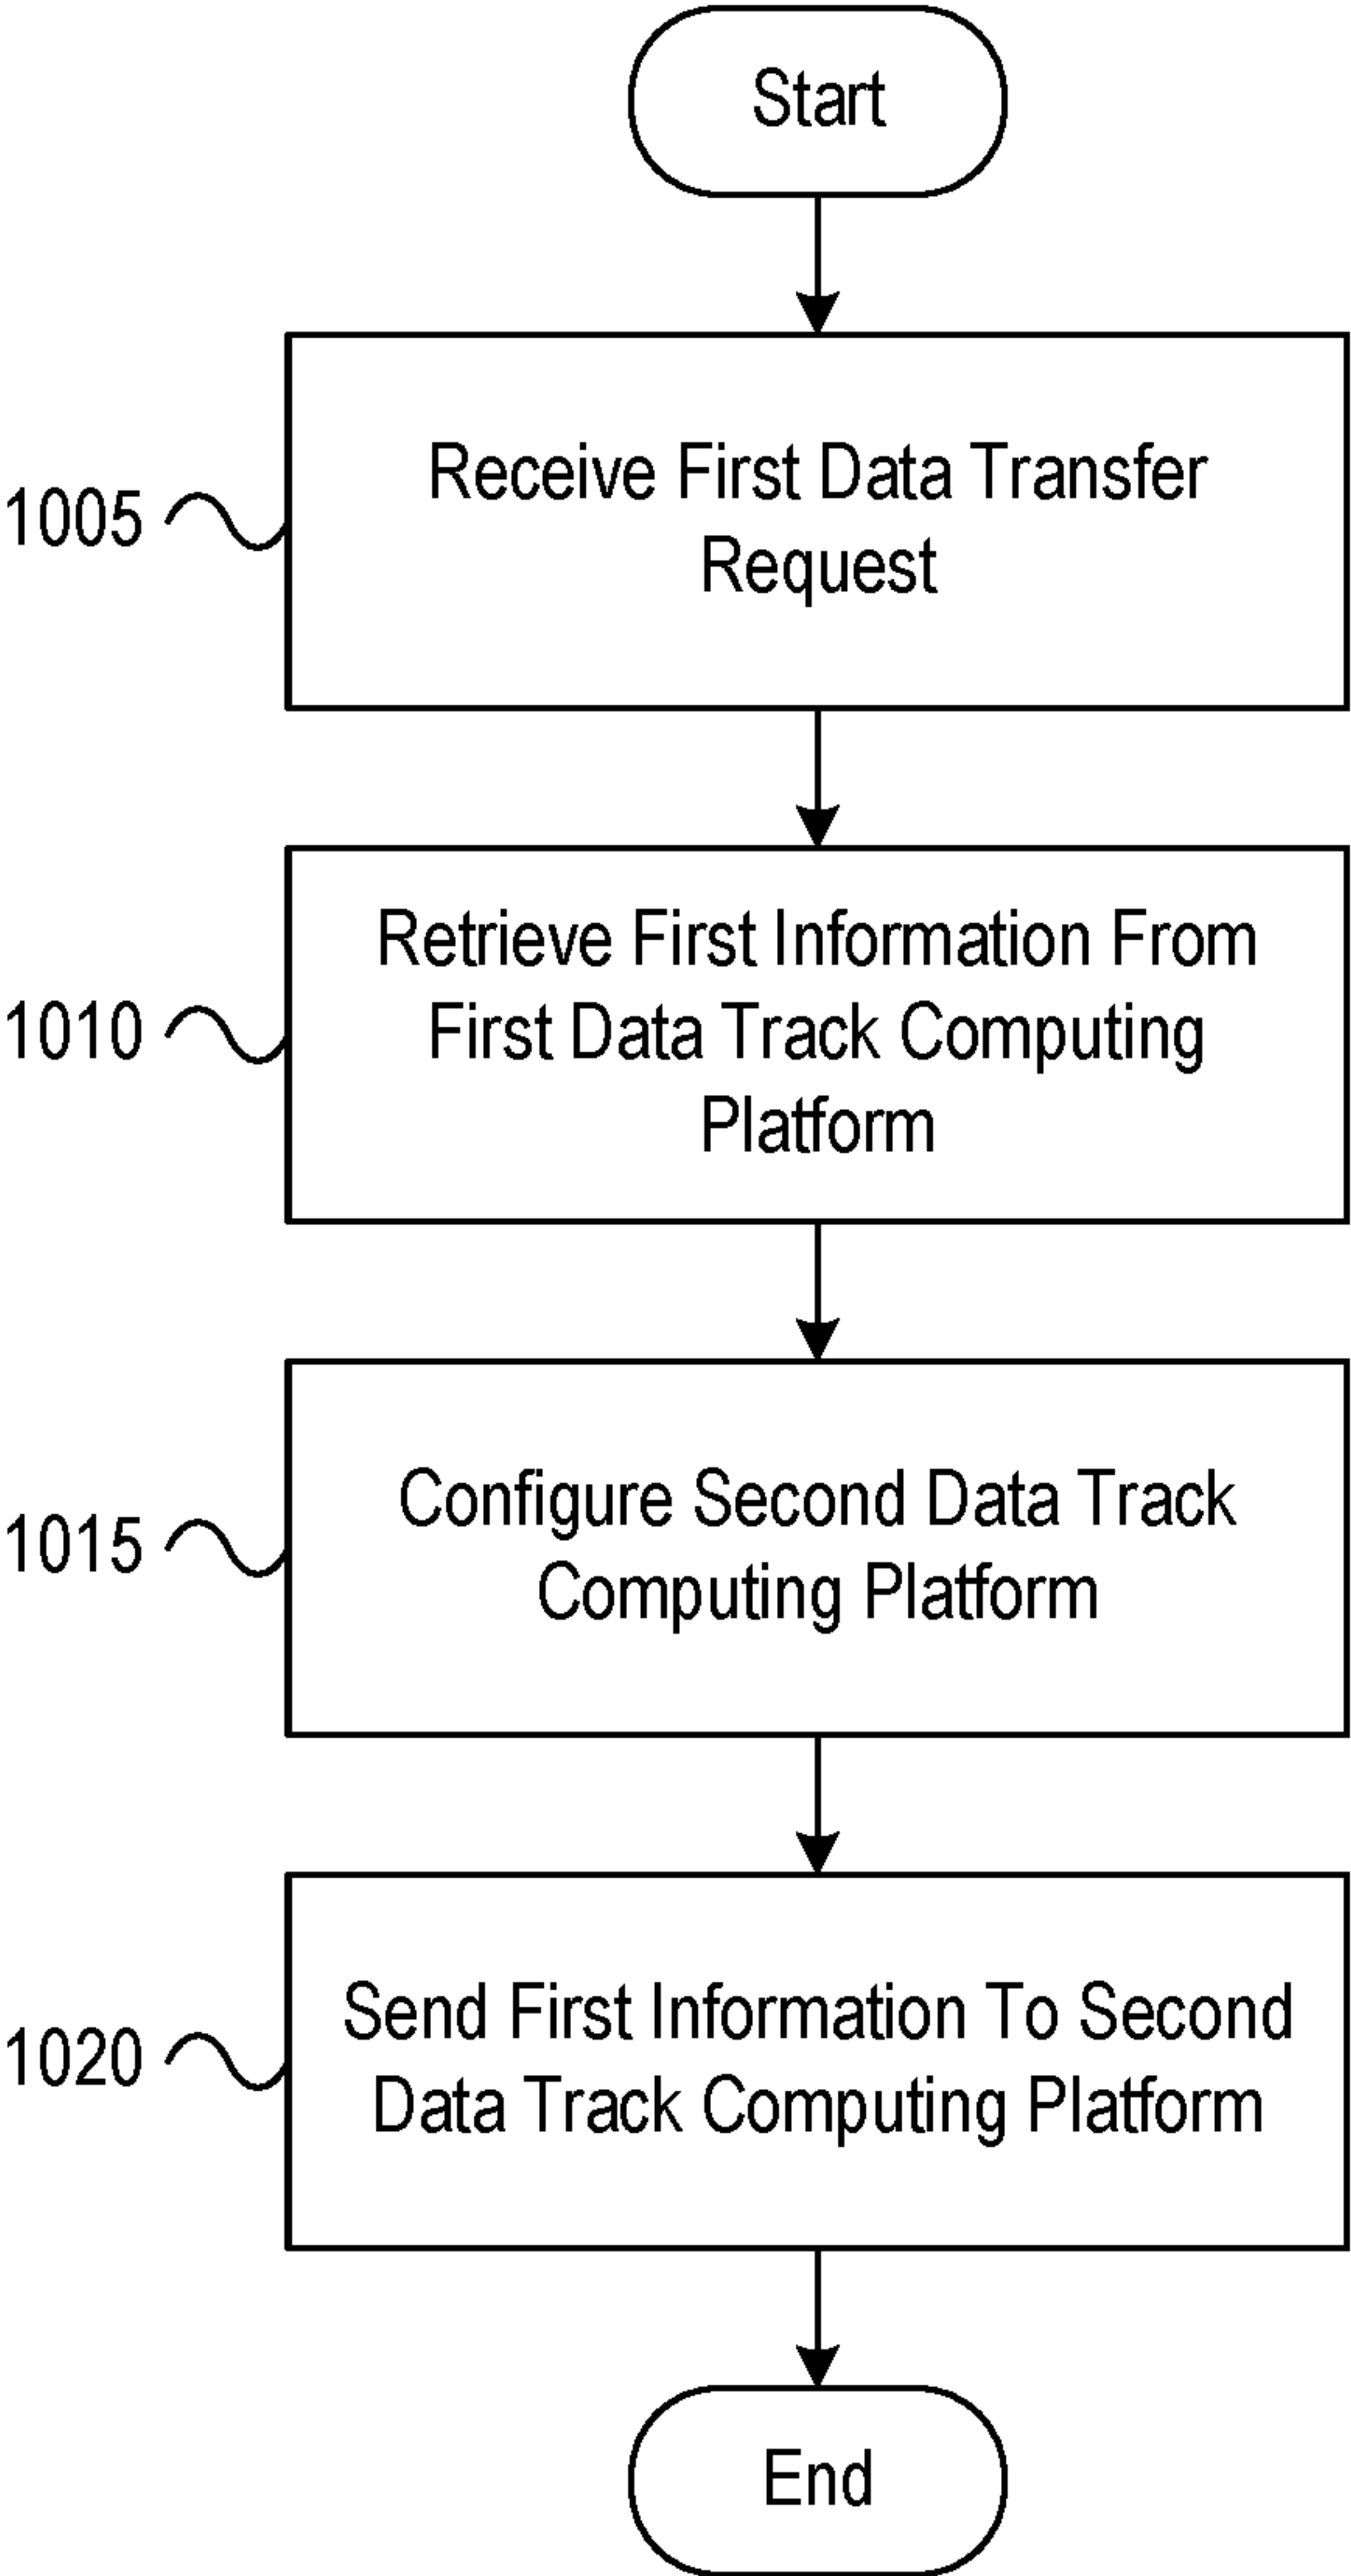 Start
Receive First Data Transfer
Request
1005
Retrieve First Information From
First Data Track Computing
Platform
1010
Configure Second Data Track
Computing Platform
1015
Send First Information To Second
Data Track Computing Platform
1020
End